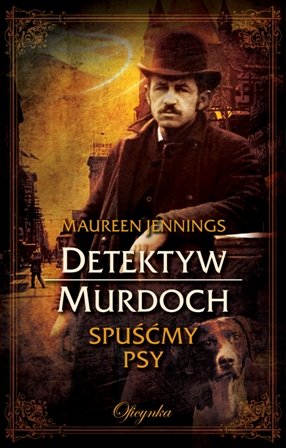 MAUREEN JENNINGS
DETEKTYW
MURDOCH
SPUŚĆMY
PSY
Oficynka